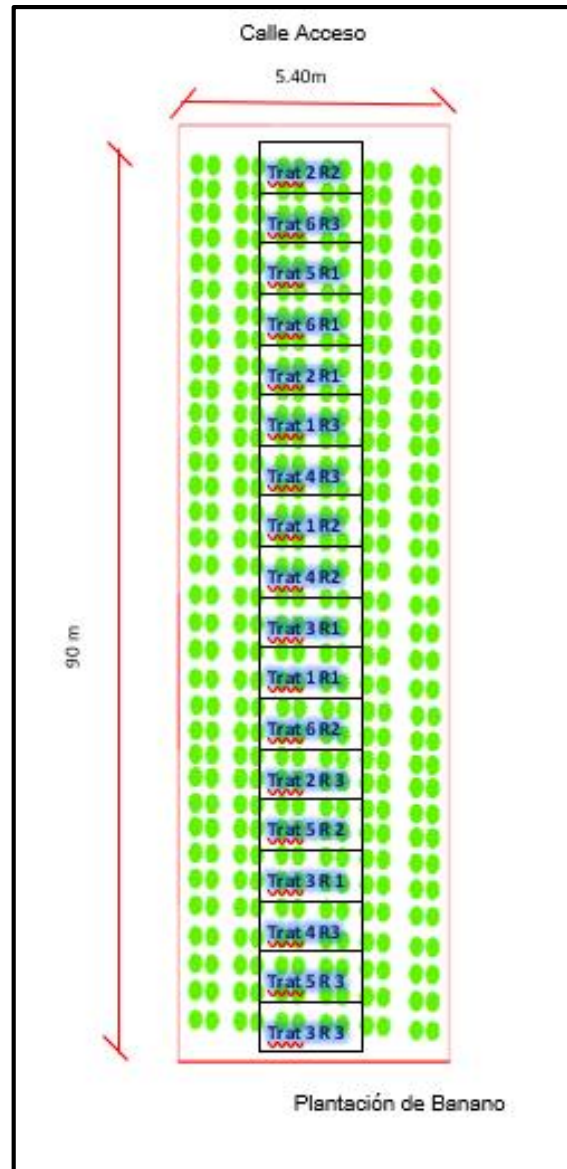 Calle Acceso
5.40m
Trat 2 R2
Trat 6 R3
Trat 5 R1
Trat 6 R1
Trat 2 R1
Trat 1 R3
Trat 4 R3
Trat 1 R2
Trat 4 R2
90 m
Trat 3 R1
Trat 1 R1
Trat 6 R2
Trat 2 R 3
Trat 5 R 2
Trat 3 R 1
Trat 4 R3
Trat 5 R 3
Trat 3 R 3
Plantación de Banano